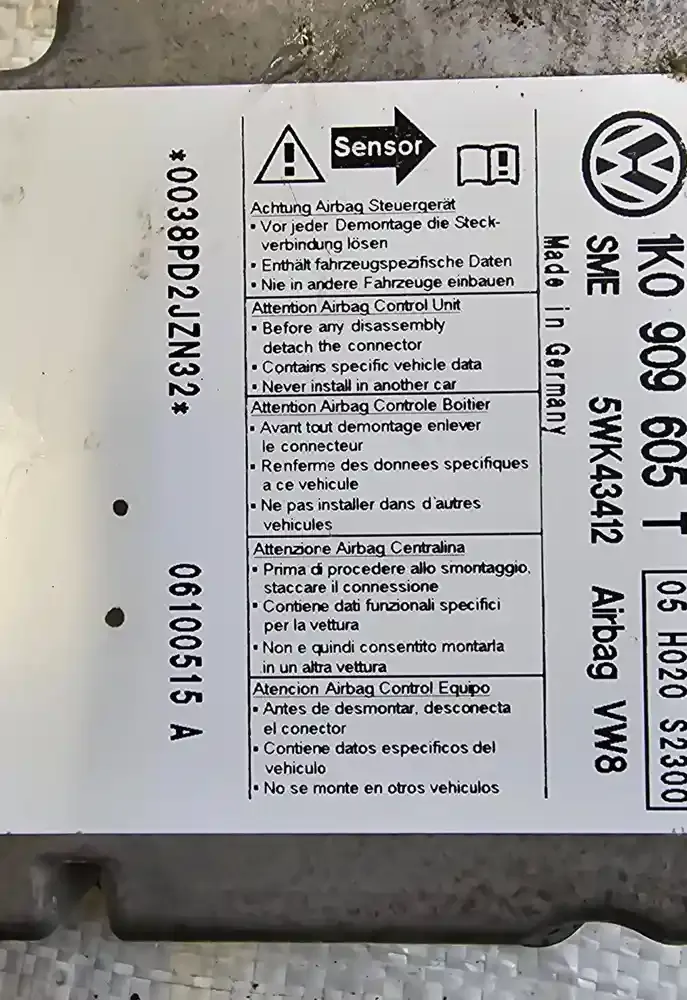 Sensor
Achtung Airbag Steuergerät
• Vor jeder Demontage die Steck-
verbindung lösen
• Enthält fahrzeugspezifische Daten
• Nie in andere Fahrzeuge einbauen
Attention Airbag Control Unit
• Before any disassembly
detach the connector
• Contains specific vehicle data
• Never install in another car
Attention Airbag Controle Boitier
• Avant tout demontage enlever
le connecteur
• Renferme des donnees specifiques
a ce vehicule
• Ne pas installer dans d'autres
vehicules
Attenzione Airbag Centralina
• Prima di procedere allo smontaggio,
staccare il connessione
• Contiene dati funzionali specifici
per la vettura
• Non e quindi consentito montarla
in un altra vettura
Atencion Airbag Control Equipo
• Antes de desmontar, desconecta
el conector
• Contiene datos especificos del
vehiculo
• No se monte en otros vehiculos
VW
1K0 909 605 T
05 H020 S2300
SME 5WK43412 Airbag VW8
Made in Germany
*0038PD2JZN32* 06100515 A